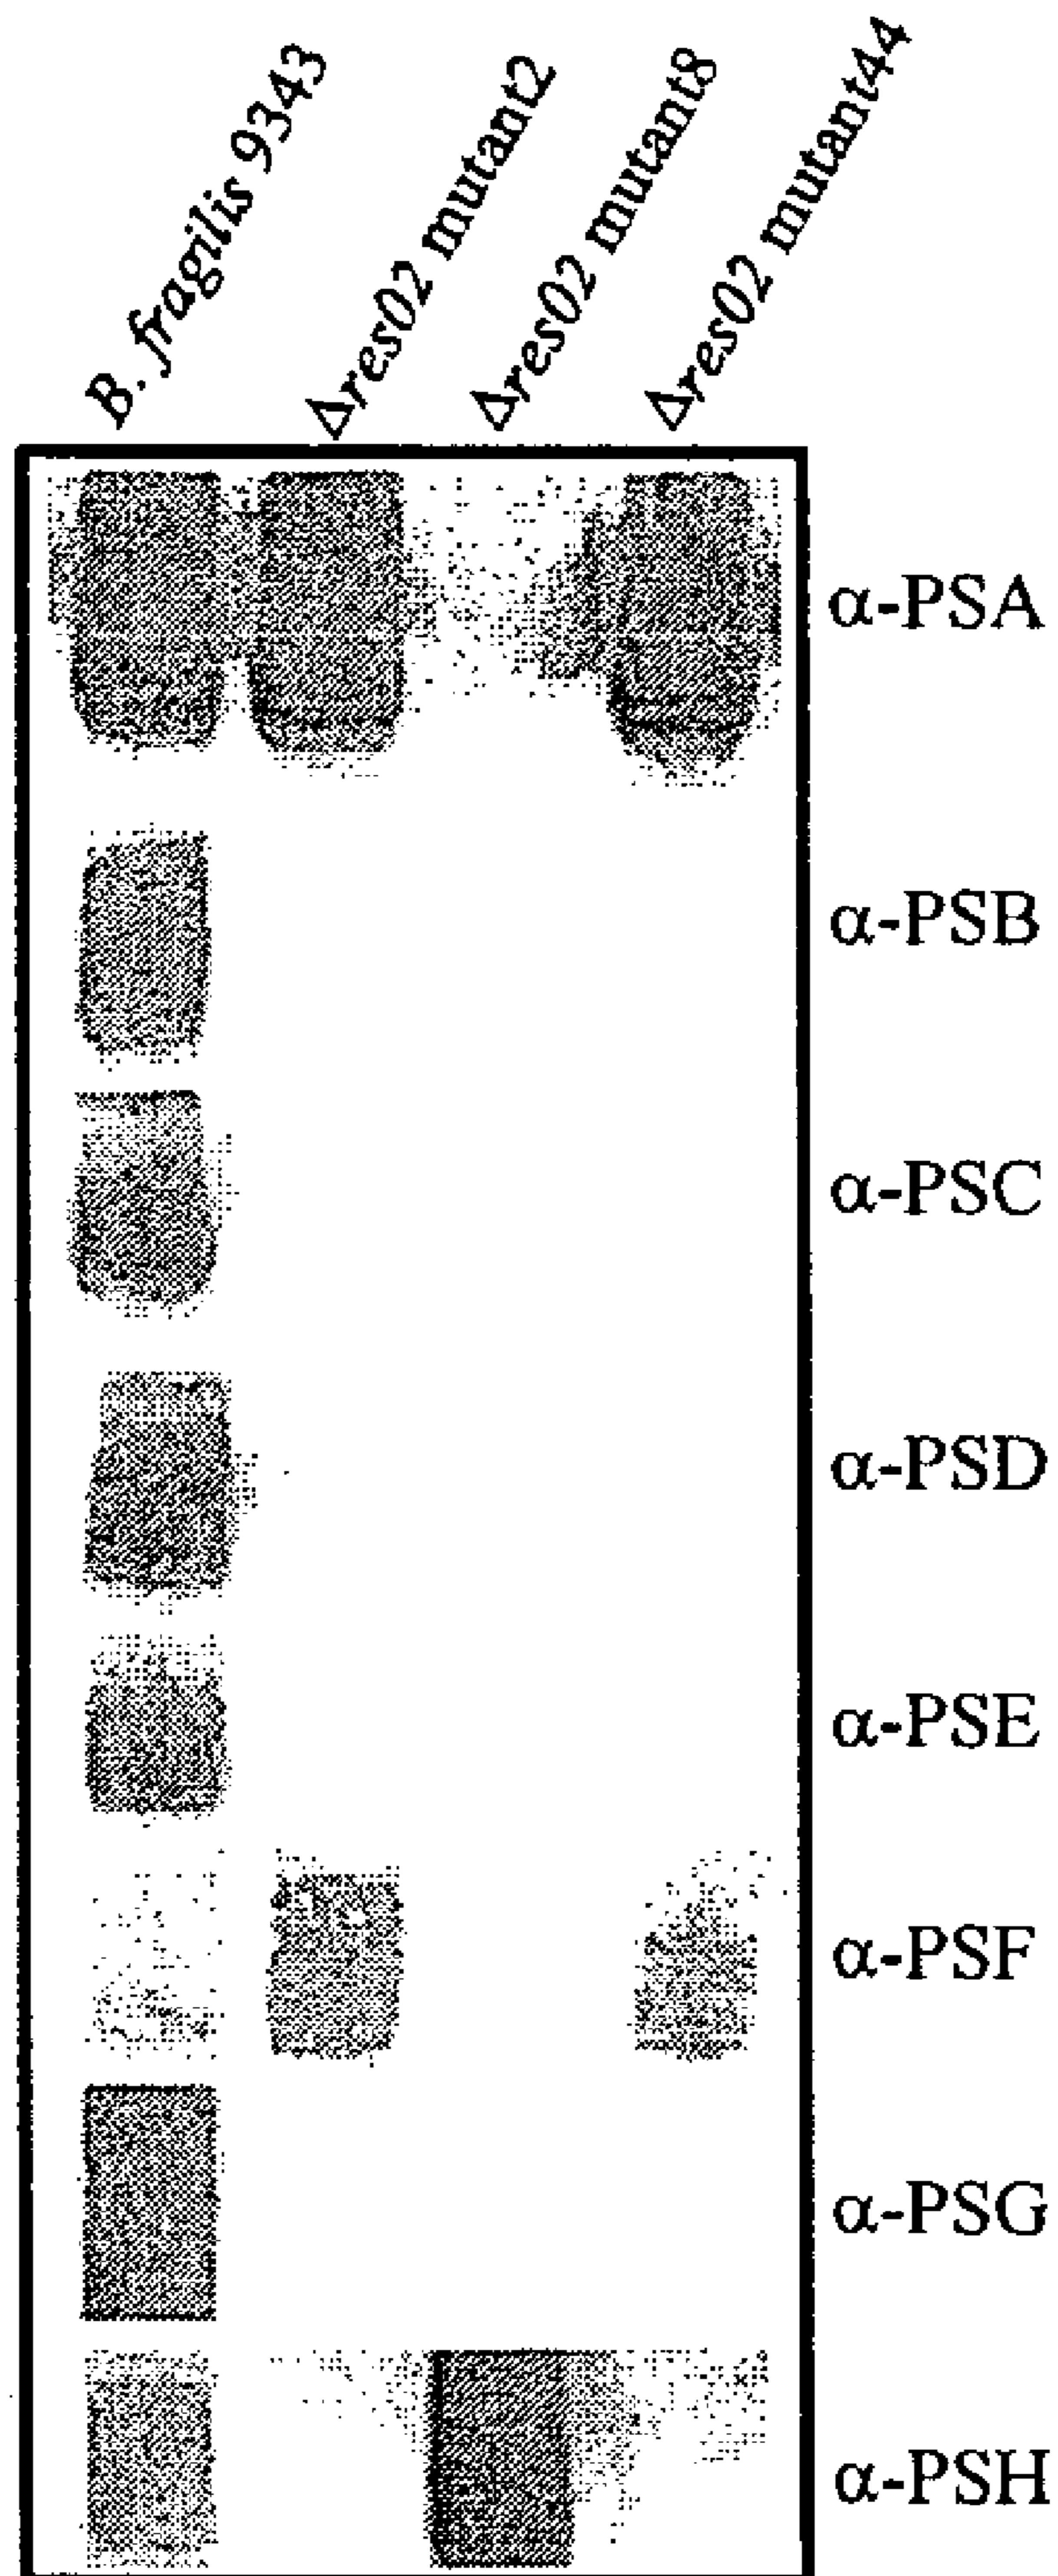 B. fragilis 9343
Δres02 mutant2
Δres02 mutant8
Δres02 mutant44
α-PSA
α-PSB
α-PSC
α-PSD
α-PSE
α-PSF
α-PSG
α-PSH